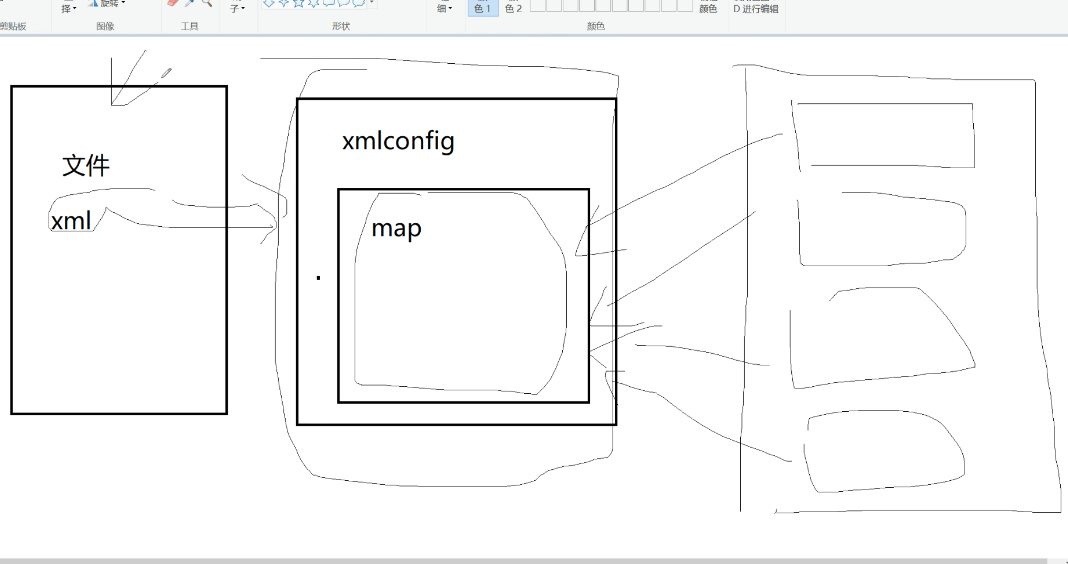 剪贴板
择
旋转
图像
工具
子
形状
细
色 1
色 2
颜色
颜色
D 进行编辑
文件
xml
xmlconfig
map